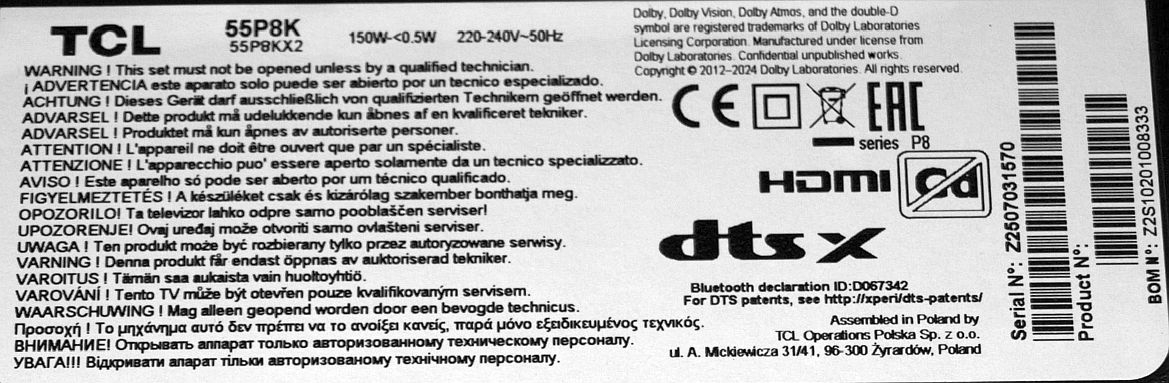 TCL
55P8K
55P8KX2
150W-<0.5W 220-240V~50Hz
WARNING ! This set must not be opened unless by a qualified technician.
¡ ADVERTENCIA este aparato solo puede ser abierto por un tecnico especializado.
ACHTUNG ! Dieses Gerät darf ausschließlich von qualifizierten Technikern geöffnet werden.
ADVARSEL ! Dette produkt må udelukkende kun åbnes af en kvalificeret tekniker.
ADVARSEL ! Produktet må kun åpnes av autoriserte personer.
ATTENTION ! L'appareil ne doit être ouvert que par un spécialiste.
ATTENZIONE ! L'apparecchio puo' essere aperto solamente da un tecnico specializzato.
AVISO ! Este aparelho só pode ser aberto por um técnico qualificado.
FIGYELMEZTETÉS ! A készüléket csak és kizárólag szakember bonthatja meg.
OPOZORILO! Ta televizor lahko odpre samo pooblaščen serviser!
UPOZORENJE! Ovaj uređaj može otvoriti samo ovlašteni serviser.
UWAGA ! Ten produkt może być rozbierany tylko przez autoryzowane serwisy.
VARNING ! Denna produkt får endast öppnas av auktoriserad tekniker.
VAROITUS ! Tämän saa aukaista vain huoltoyhtiö.
VAROVÁNÍ ! Tento TV může být otevřen pouze kvalifikovaným servisem.
WAARSCHUWING ! Mag alleen geopend worden door een bevogde technicus.
Προσοχή ! Το μηχάνημα αυτό δεν πρέπει να το ανοίξει κανείς, παρά μόνο εξειδικευμένος τεχνικός.
ВНИМАНИЕ! Открывать аппарат только авторизованному техническому персоналу.
УВАГА!!! Відкривати апарат тільки авторизованому технічному персоналу.
Dolby, Dolby Vision, Dolby Atmos, and the double-D
symbol are registered trademarks of Dolby Laboratories
Licensing Corporation. Manufactured under license from
Dolby Laboratories. Confidential unpublished works.
Copyright © 2012–2024 Dolby Laboratories. All rights reserved.
CE EAC
series P8
HDMI Cd
dts X
Bluetooth declaration ID:D067342
For DTS patents, see http://xperi/dts-patents/
Assembled in Poland by
TCL Operations Polska Sp. z o.o.
ul. A. Mickiewicza 31/41, 96-300 Żyrardów, Poland
Serial N°: Z2507031570
Product N°:
BOM N°: Z2S10201008333